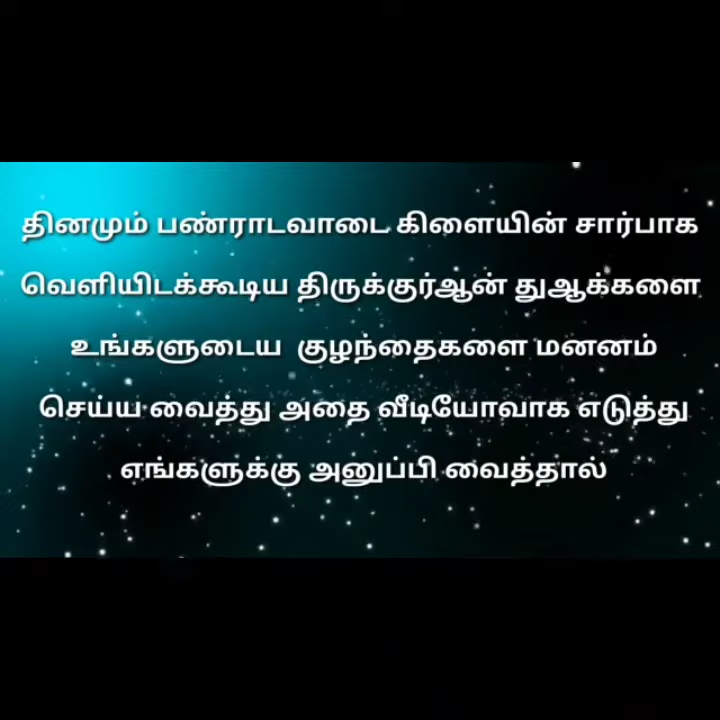 தினமும் பண்ராடவாடை கிளையின் சார்பாக
வெளியிடக்கூடிய திருக்குர்ஆன் துஆக்களை
உங்களுடைய குழந்தைகளை மனனம்
செய்ய வைத்து அதை வீடியோவாக எடுத்து
எங்களுக்கு அனுப்பி வைத்தால்